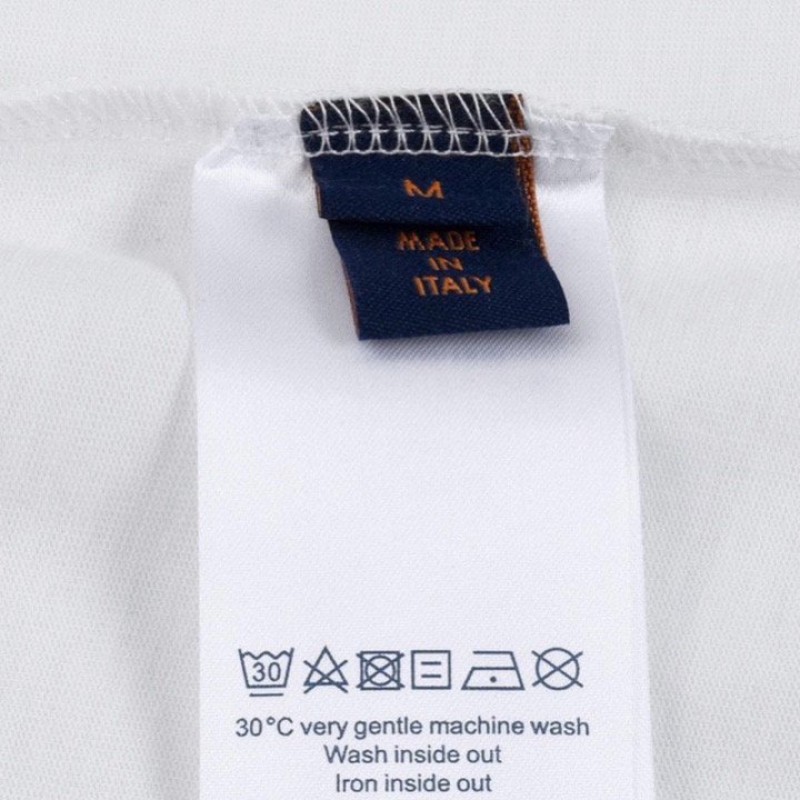 M
MADE
IN
ITALY
30
30°C very gentle machine wash
Wash inside out
Iron inside out